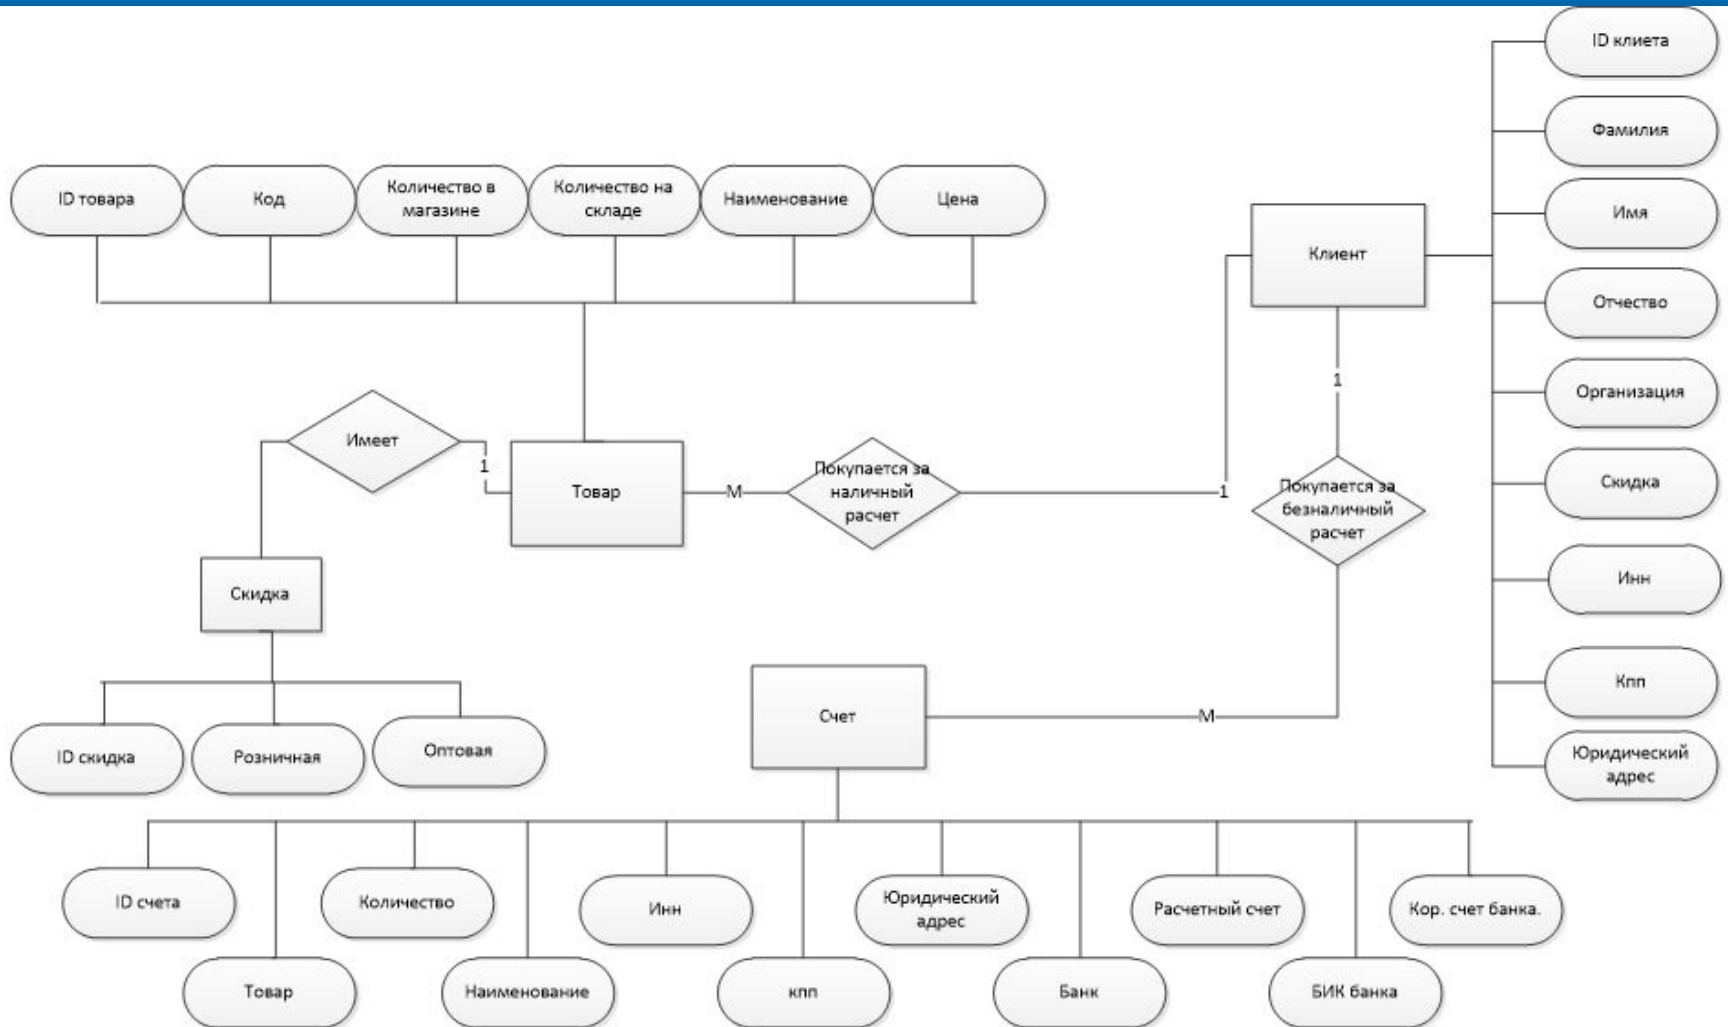 ID клиета
Фамилия
Имя
Отчество
Организация
Скидка
Инн
Кпп
Юридический
адрес
ID товара
Код
Количество в
магазине
Количество на
складе
Наименование
Цена
Клиент
1
Имеет
1
Товар
М
Покупается за
наличный
расчет
1
Покупается за
безналичный
расчет
Скидка
ID скидка
Розничная
Оптовая
Счет
М
ID счета
Количество
Инн
Юридический
адрес
Расчетный счет
Кор. счет банка.
Товар
Наименование
кпп
Банк
БИК банка